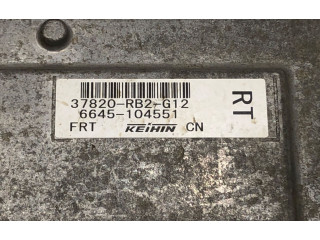 37820-RB2-G12
6645-104551
FRT KEIHIN CN
RT